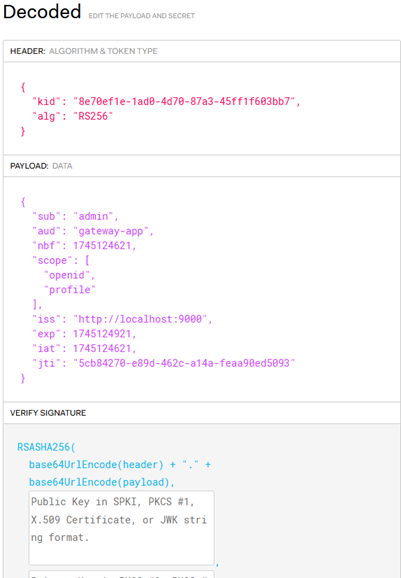 Decoded EDIT THE PAYLOAD AND SECRET
HEADER: ALGORITHM & TOKEN TYPE
{
"kid": "8e70ef1e-1ad0-4d70-87a3-45ff1f603bb7",
"alg": "RS256"
}
PAYLOAD: DATA
{
"sub": "admin",
"aud": "gateway-app",
"nbf": 1745124621,
"scope": [
"openid",
"profile"
],
"iss": "http://localhost:9000",
"exp": 1745124921,
"iat": 1745124621,
"jti": "5cb84270-e89d-462c-a14a-feaa90ed5093"
}
VERIFY SIGNATURE
RSASHA256(
base64UrlEncode(header) + "." +
base64UrlEncode(payload),
Public Key in SPKI, PKCS #1,
X.509 Certificate, or JWK stri
ng format.
,